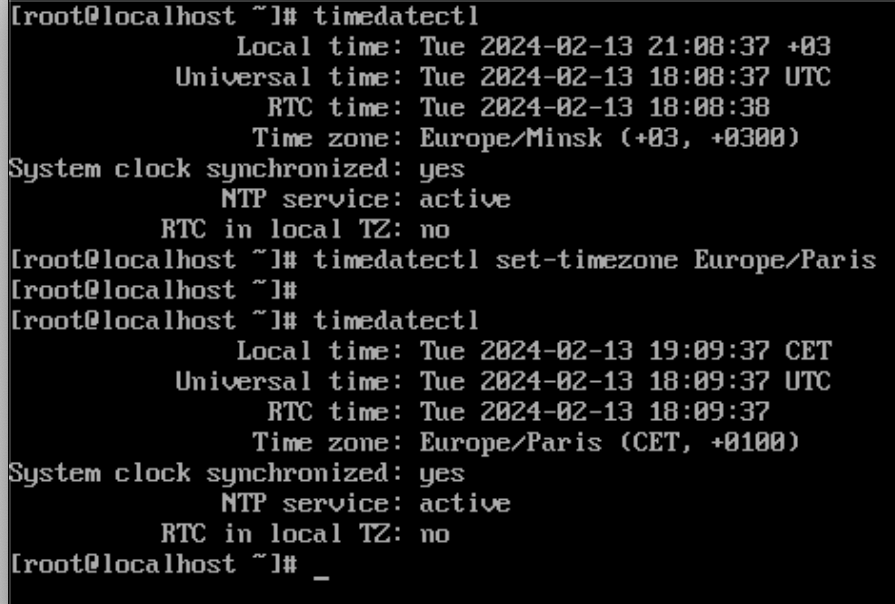 [root@localhost ~]# timedatectl
Local time: Tue 2024-02-13 21:08:37 +03
Universal time: Tue 2024-02-13 18:08:37 UTC
RTC time: Tue 2024-02-13 18:08:38
Time zone: Europe/Minsk (+03, +0300)
System clock synchronized: yes
NTP service: active
RTC in local TZ: no
[root@localhost ~]# timedatectl set-timezone Europe/Paris
[root@localhost ~]#
[root@localhost ~]# timedatectl
Local time: Tue 2024-02-13 19:09:37 CET
Universal time: Tue 2024-02-13 18:09:37 UTC
RTC time: Tue 2024-02-13 18:09:37
Time zone: Europe/Paris (CET, +0100)
System clock synchronized: yes
NTP service: active
RTC in local TZ: no
[root@localhost ~]# _